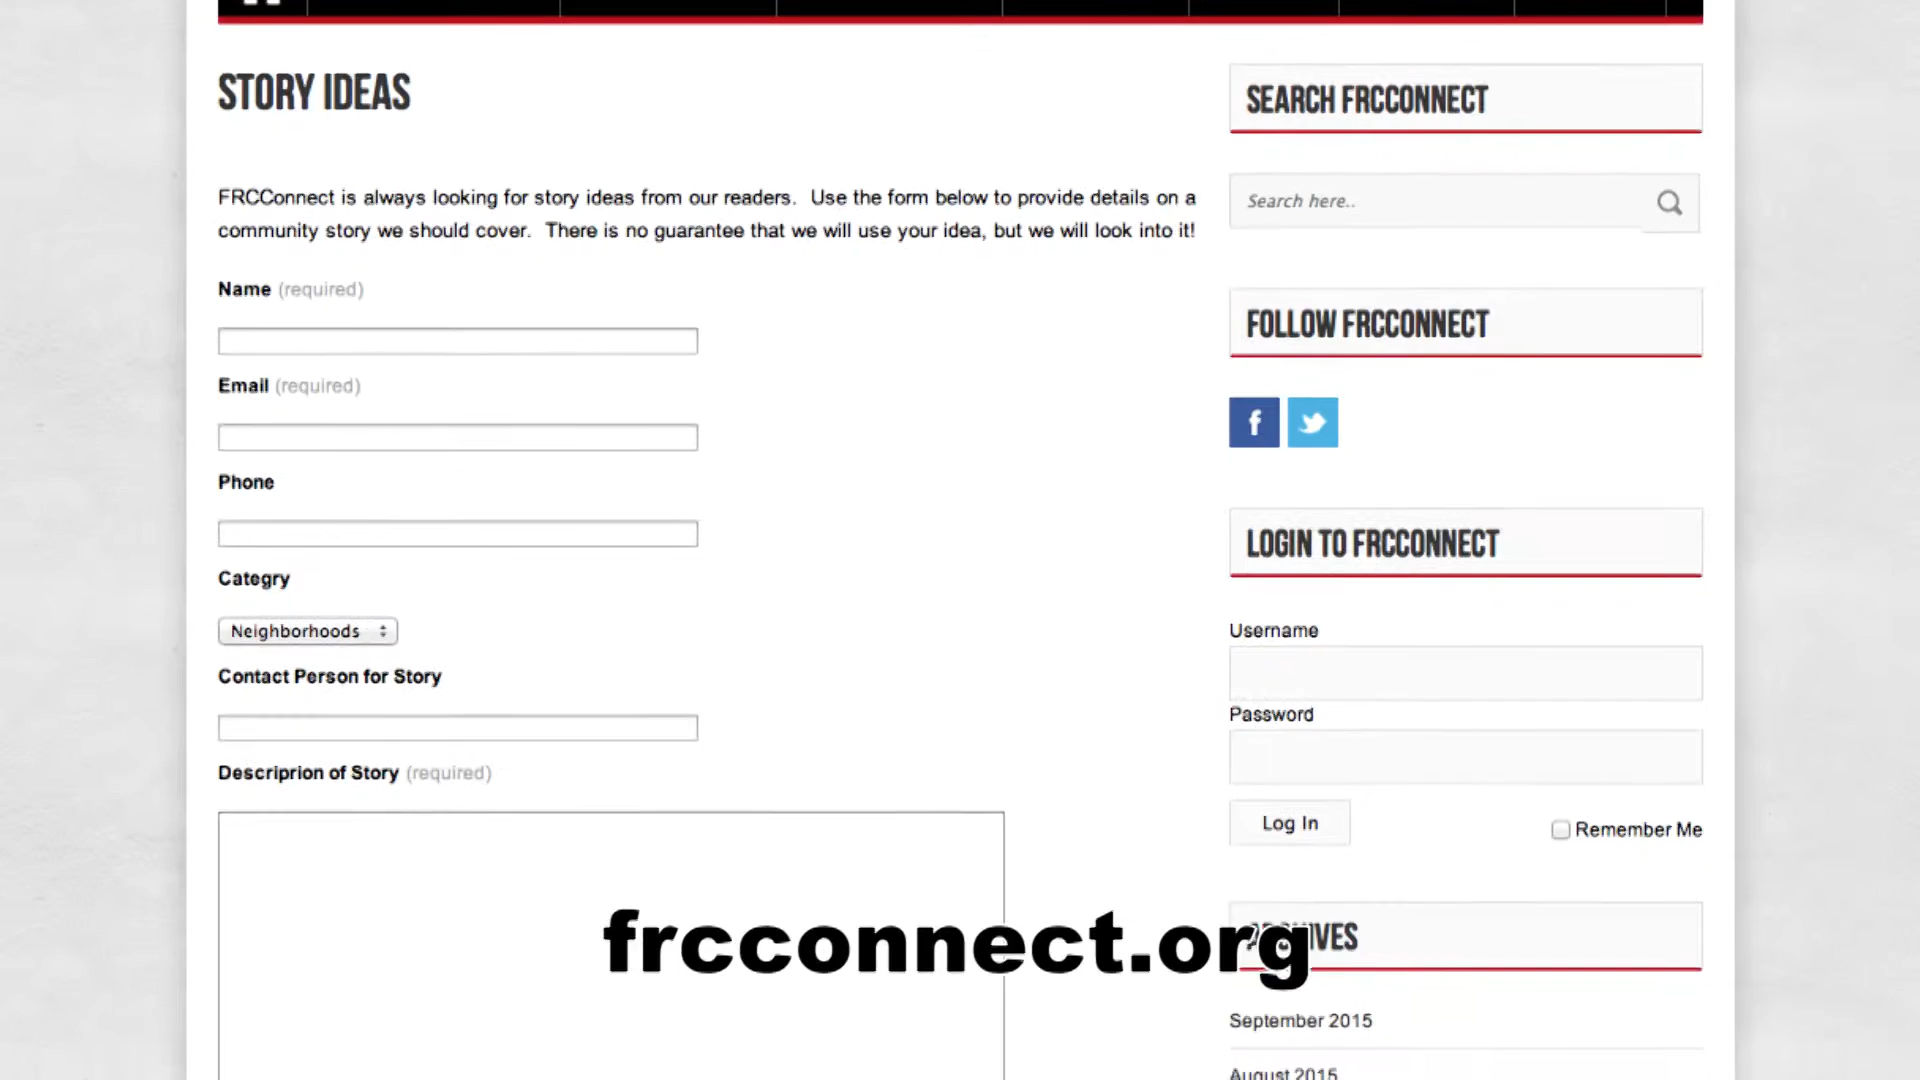 STORY IDEAS
FRCConnect is always looking for story ideas from our readers. Use the form below to provide details on a
community story we should cover. There is no guarantee that we will use your idea, but we will look into it!
Name (required)
Email (required)
Phone
Categry
Neighborhoods
Contact Person for Story
Descriprion of Story (required)
SEARCH FRCCONNECT
Search here..
FOLLOW FRCCONNECT
f
LOGIN TO FRCCONNECT
Username
Password
Log In
Remember Me
ARCHIVES
September 2015
August 2015
frcconnect.org